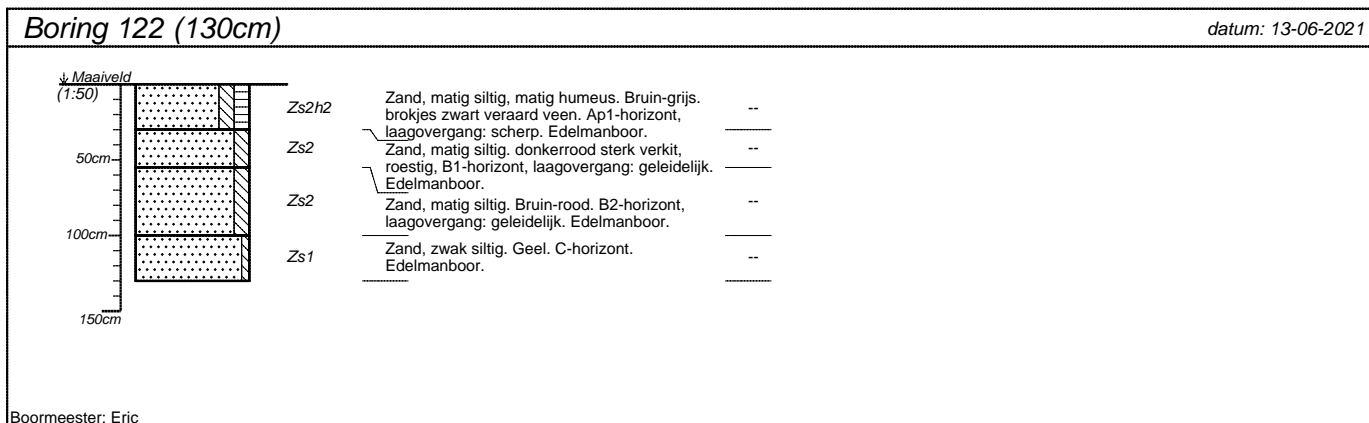 Boring 122 (130cm)
datum: 13-06-2021
Maaiveld
(1:50)
Zs2h2
Zand, matig siltig, matig humeus. Bruin-grijs.
brokjes zwart veraard veen. Ap1-horizont,
laagovergang: scherp. Edelmanboor.
--
50cm
Zs2
Zand, matig siltig. donkerrood sterk verkit,
roestig, B1-horizont, laagovergang: geleidelijk.
Edelmanboor.
--
Zs2
Zand, matig siltig. Bruin-rood. B2-horizont,
laagovergang: geleidelijk. Edelmanboor.
--
100cm
Zs1
Zand, zwak siltig. Geel. C-horizont.
Edelmanboor.
--
150cm
Boormeester: Eric